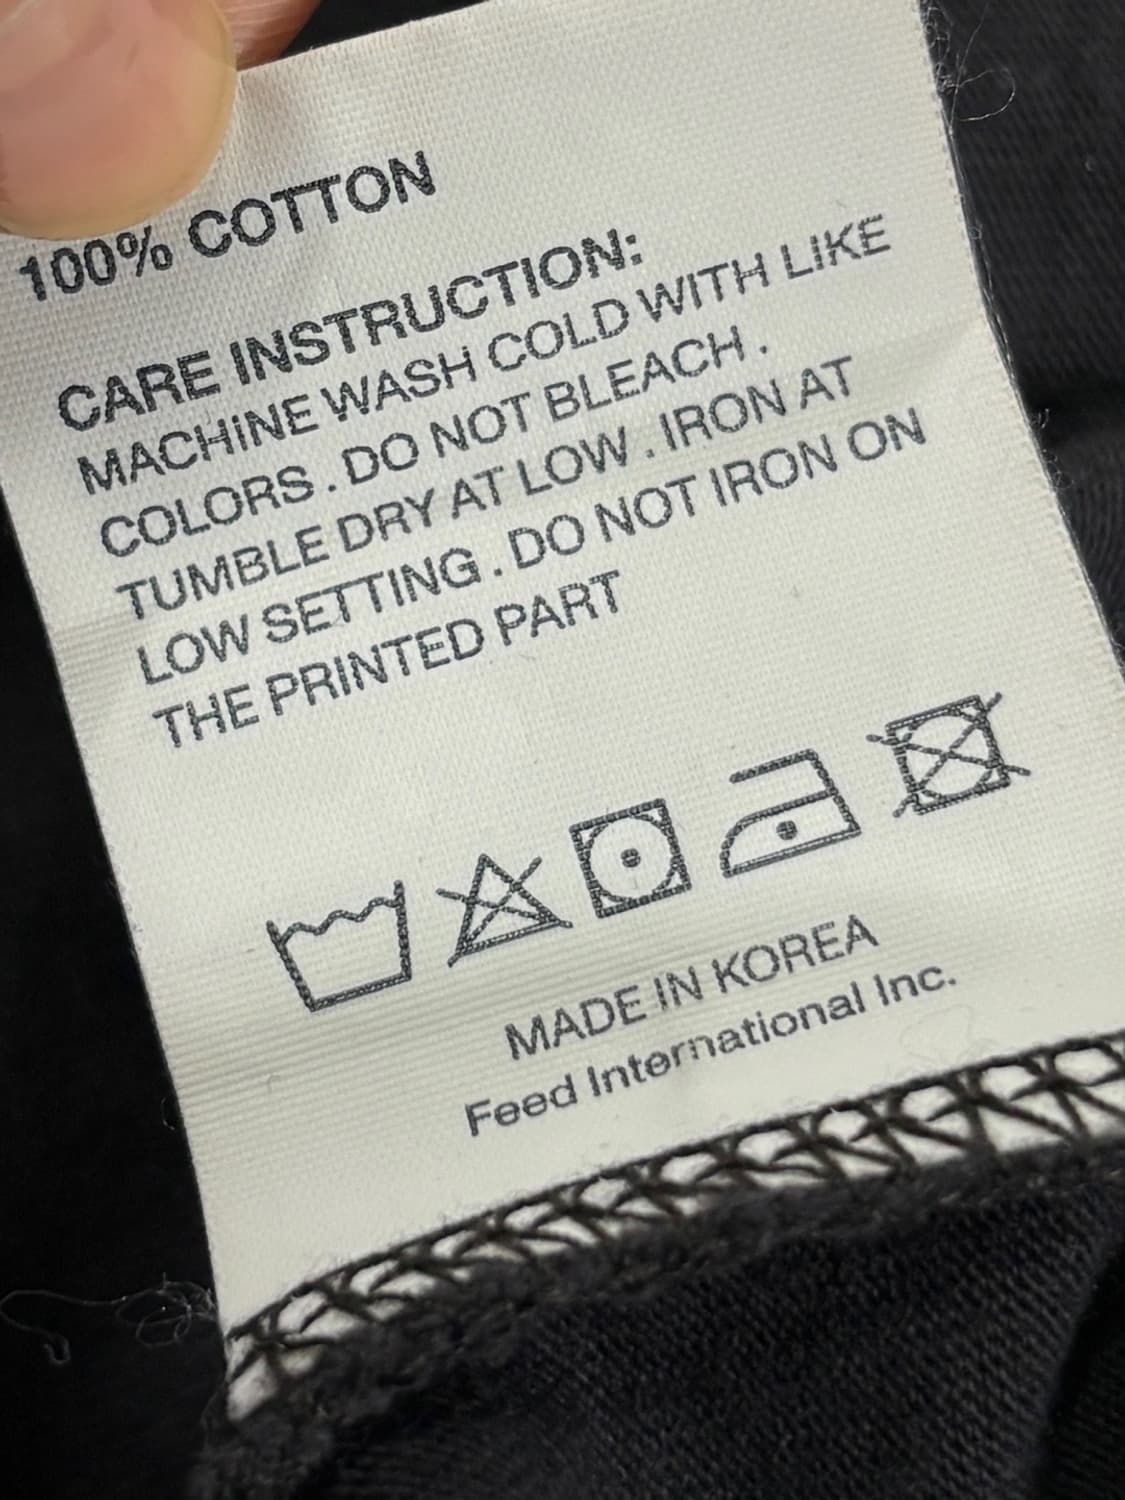 100% COTTON
CARE INSTRUCTION:
MACHINE WASH COLD WITH LIKE
COLORS . DO NOT BLEACH .
TUMBLE DRY AT LOW . IRON AT
LOW SETTING . DO NOT IRON ON
THE PRINTED PART
MADE IN KOREA
Feed International Inc.